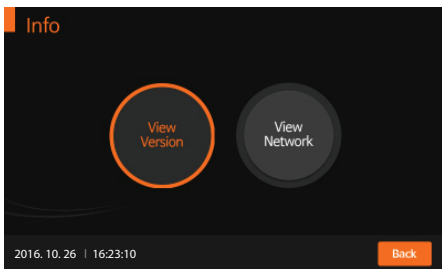 Info
View
Version
View
Network
2016. 10. 26 | 16:23:10
Back